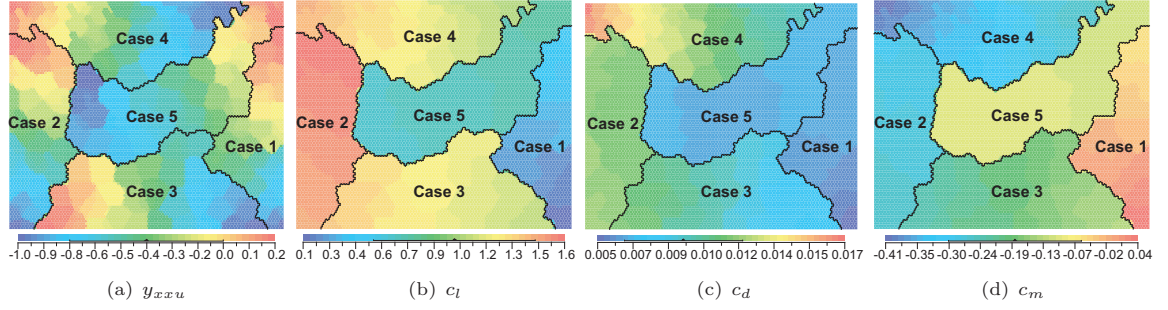 Case 4
Case 2
Case 5
Case 1
Case 3
-1.0 -0.9 -0.8 -0.6 -0.5 -0.4 -0.3 -0.1 0.0 0.1 0.2
(a) y_{xxu}
Case 4
Case 2
Case 5
Case 1
Case 3
0.1 0.3 0.4 0.6 0.7 0.9 1.0 1.2 1.3 1.5 1.6
(b) c_l
Case 4
Case 2
Case 5
Case 1
Case 3
0.005 0.007 0.009 0.010 0.012 0.014 0.015 0.017
(c) c_d
Case 4
Case 2
Case 5
Case 1
Case 3
-0.41 -0.35 -0.30 -0.24 -0.19 -0.13 -0.07 -0.02 0.04
(d) c_m